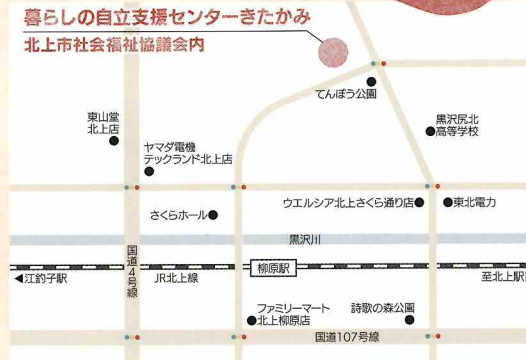 暮らしの自立支援センターきたかみ
北上市社会福祉協議会内
てんぽう公園
東山堂
北上店
ヤマダ電機
テックランド北上店
黒沢尻北
高等学校
さくらホール
ウエルシア北上さくら通り店
東北電力
黒沢川
国道4号線
◀江釣子駅
JR北上線
柳原駅
至北上駅
ファミリーマート
北上柳原店
詩歌の森公園
国道107号線